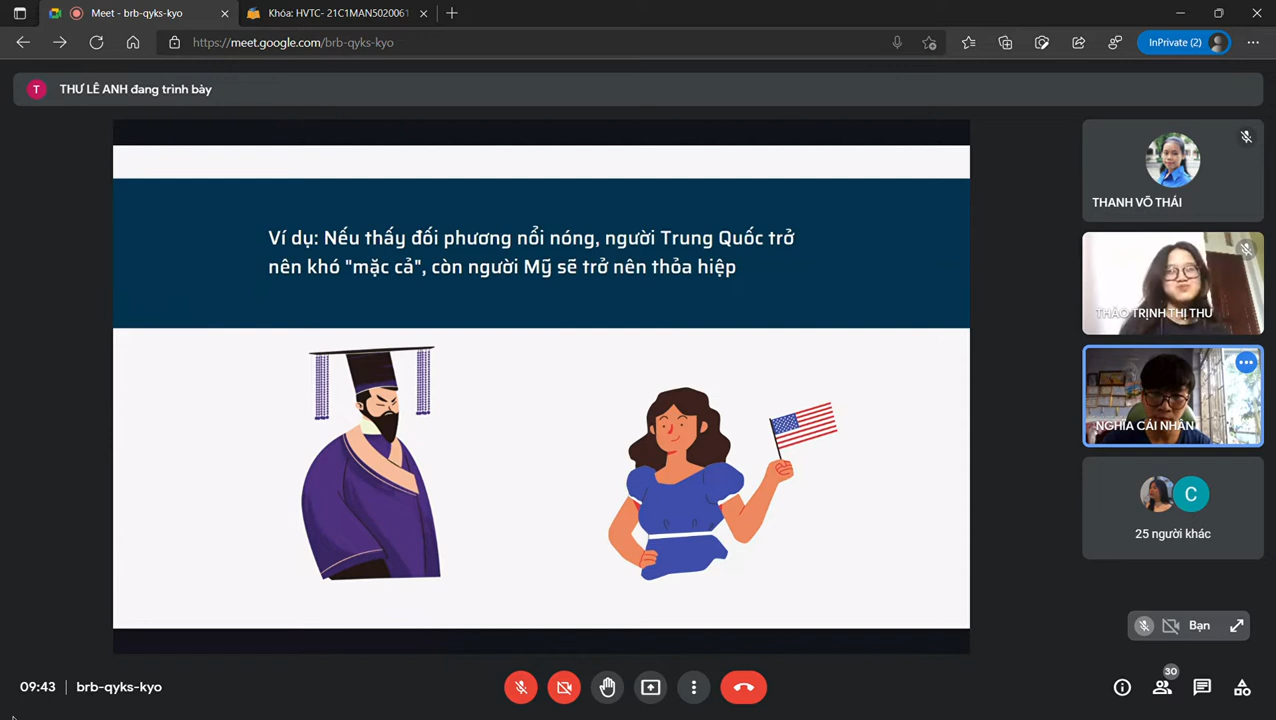 Meet - brb-qyks-kyo
Khóa: HVTC- 21C1MAN5020061
https://meet.google.com/brb-qyks-kyo
InPrivate (2)
T
THƯ LÊ ANH đang trình bày
Ví dụ: Nếu thấy đối phương nổi nóng, người Trung Quốc trở
nên khó "mặc cả", còn người Mỹ sẽ trở nên thỏa hiệp
THANH VÕ THÁI
THẢO TRỊNH THỊ THU
NGHĨA CÁI NHÂN
C
25 người khác
Bạn
09:43
brb-qyks-kyo
30